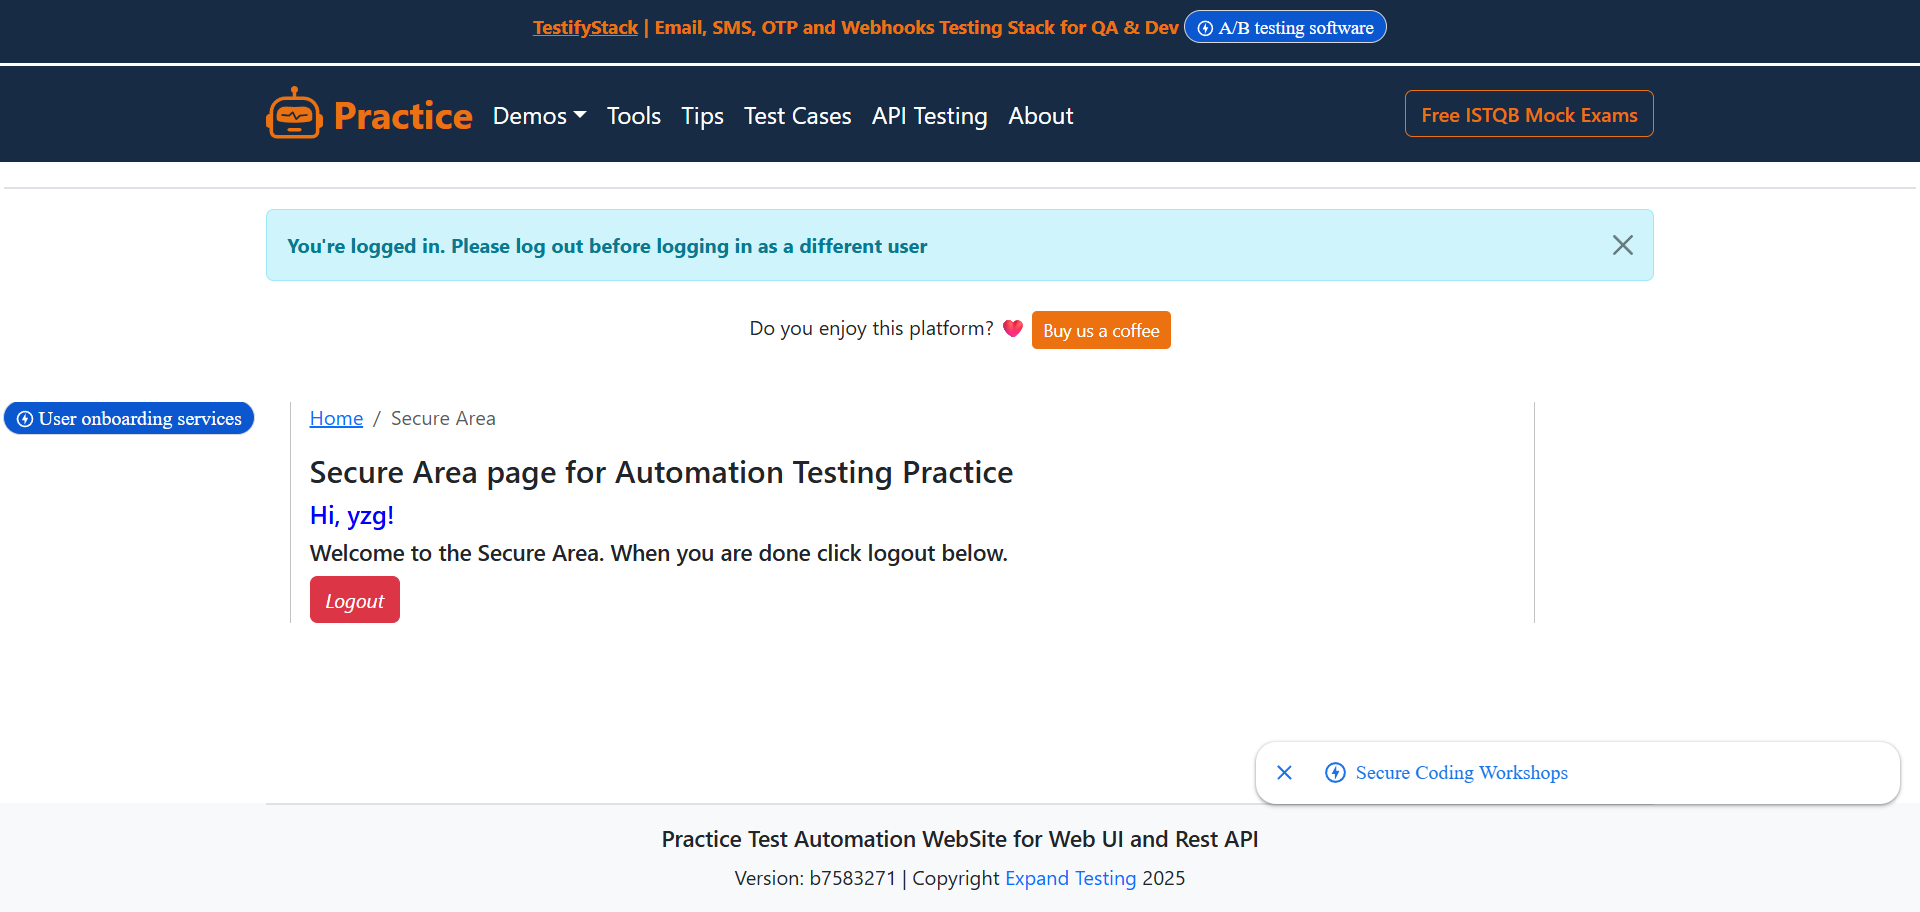 TestifyStack | Email, SMS, OTP and Webhooks Testing Stack for QA & Dev A/B testing software
Practice Demos Tools Tips Test Cases API Testing About Free ISTQB Mock Exams
You're logged in. Please log out before logging in as a different user
Do you enjoy this platform? Buy us a coffee
User onboarding services
Home / Secure Area
Secure Area page for Automation Testing Practice
Hi, yzg!
Welcome to the Secure Area. When you are done click logout below.
Logout
Secure Coding Workshops
Practice Test Automation WebSite for Web UI and Rest API
Version: b7583271 | Copyright Expand Testing 2025